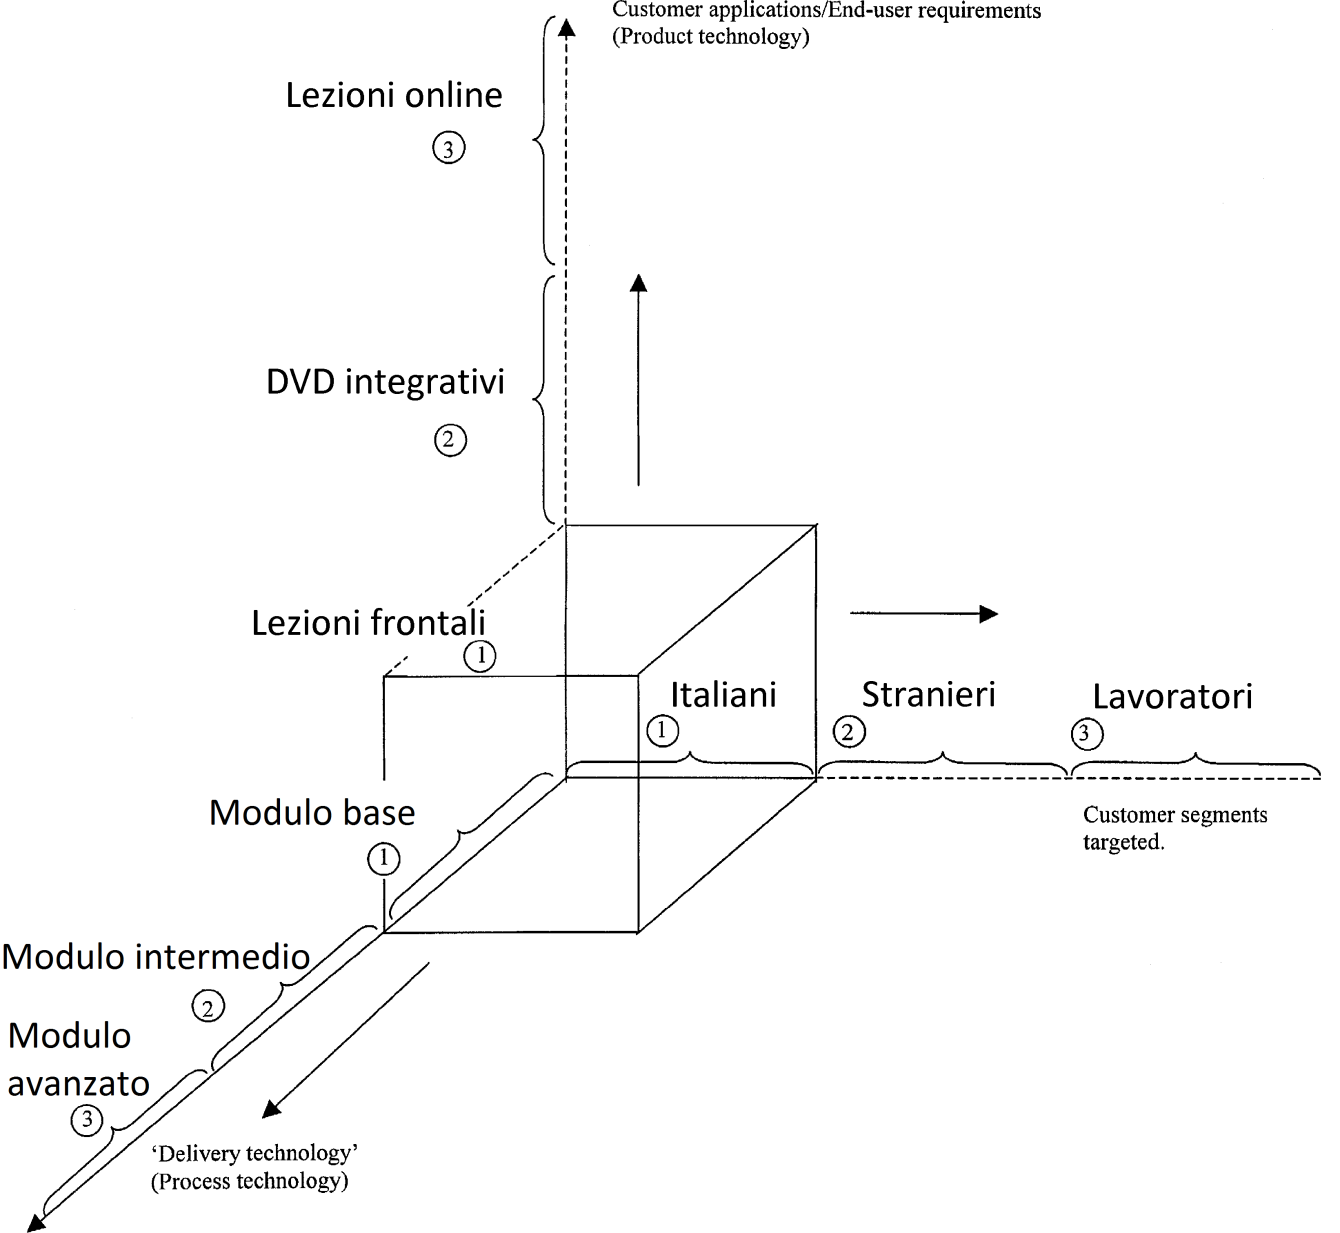 Customer applications/End-user requirements
(Product technology)
Lezioni online
3
DVD integrativi
2
Lezioni frontali
1
Italiani
1
Stranieri
2
Lavoratori
3
Customer segments
targeted.
Modulo base
1
Modulo intermedio
2
Modulo
avanzato
3
‘Delivery technology’
(Process technology)